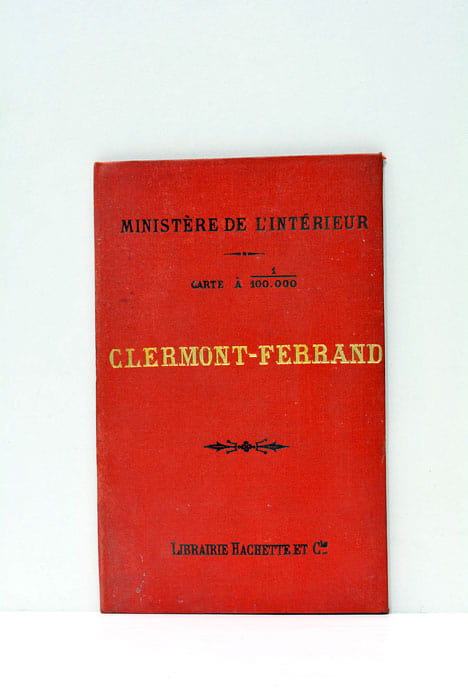 MINISTÈRE DE L'INTÉRIEUR
CARTE À 1/100.000
CLERMONT-FERRAND
LIBRAIRIE HACHETTE ET Cie